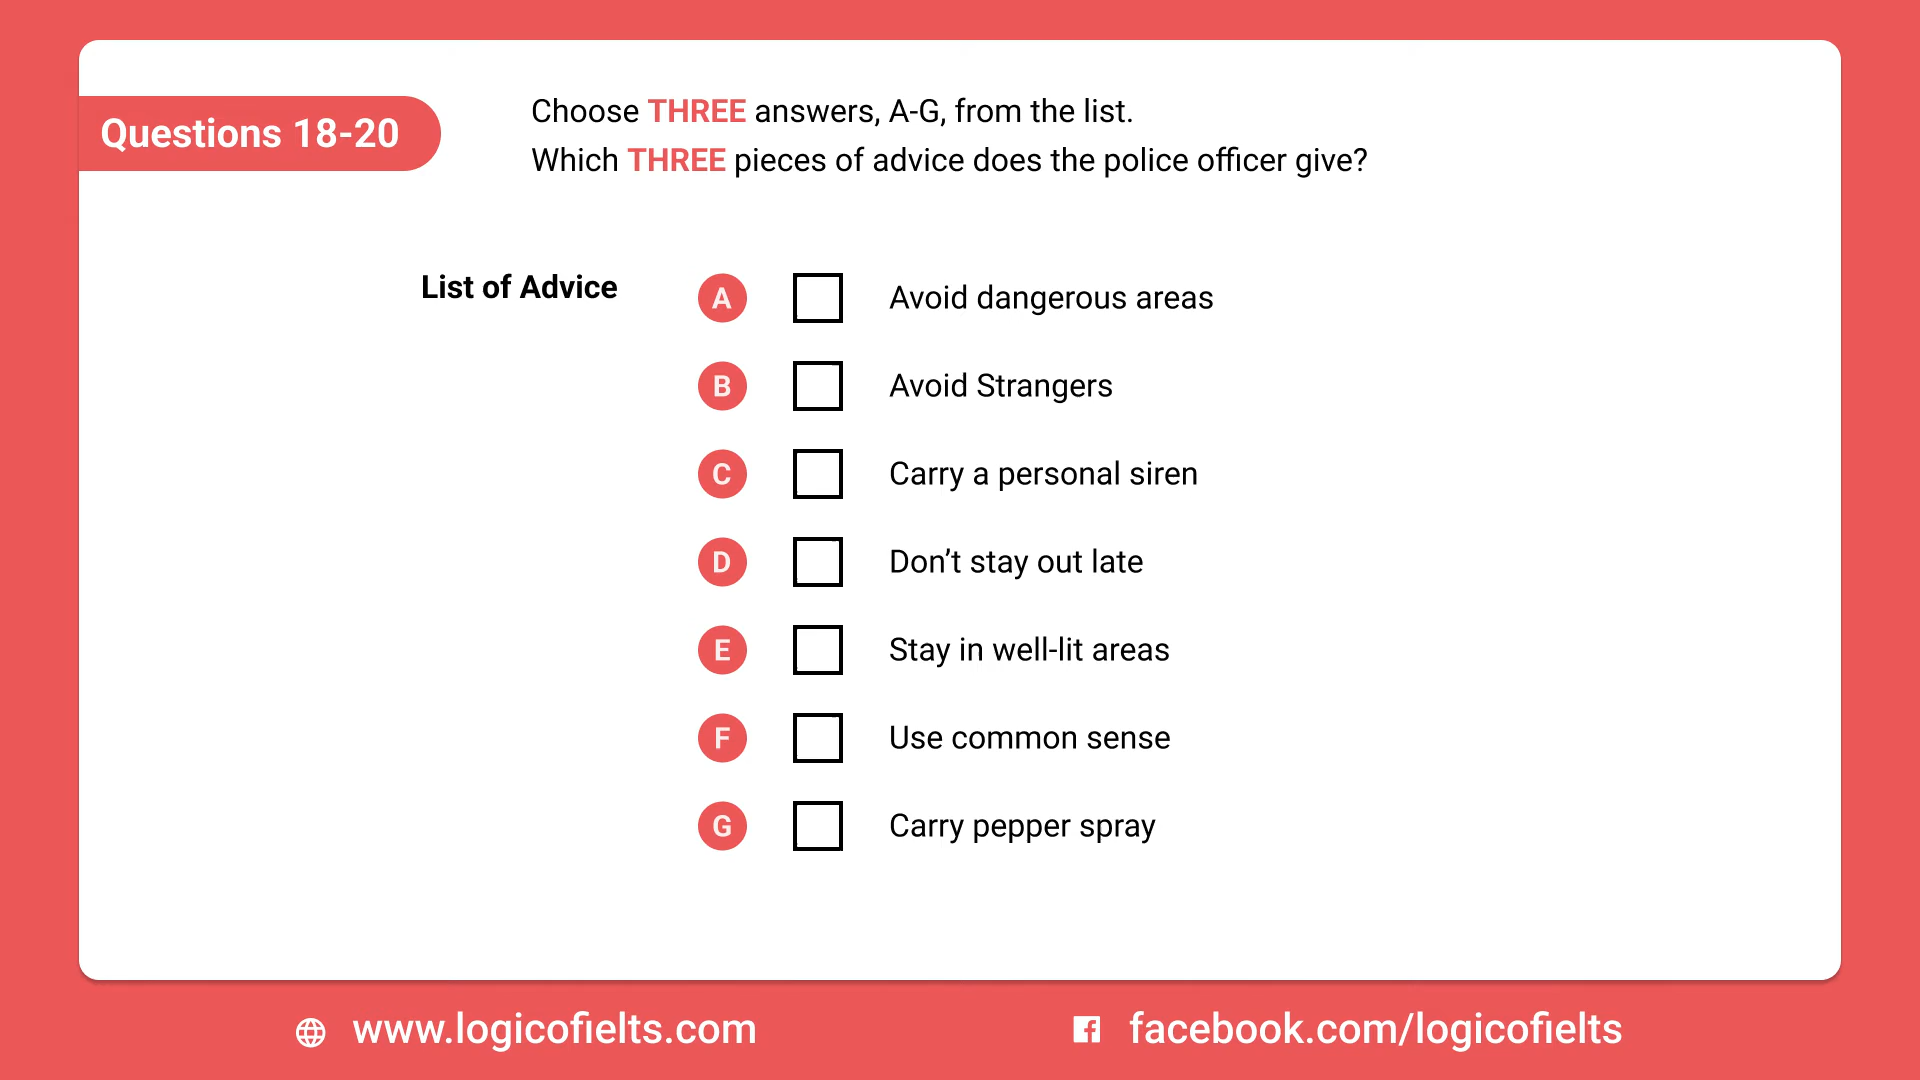 Questions 18-20
Choose THREE answers, A-G, from the list.
Which THREE pieces of advice does the police officer give?
List of Advice
A Avoid dangerous areas
B Avoid Strangers
C Carry a personal siren
D Don’t stay out late
E Stay in well-lit areas
F Use common sense
G Carry pepper spray
www.logicofielts.com
facebook.com/logicofielts